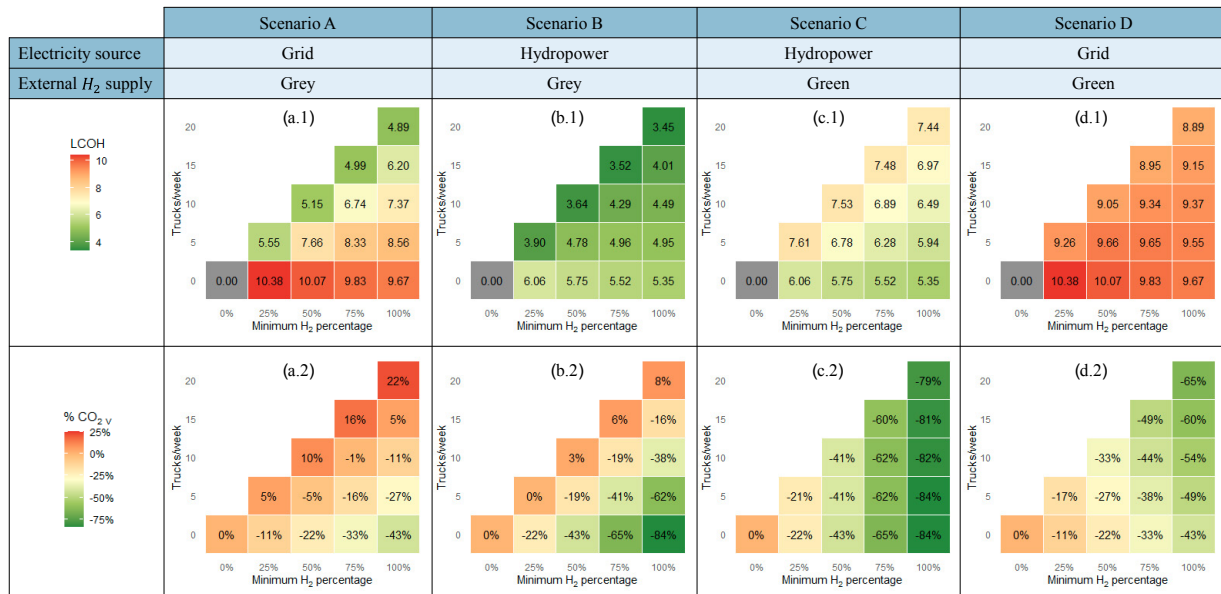 Scenario A Scenario B Scenario C Scenario D
Electricity source Grid Hydropower Hydropower Grid
External H₂ supply Grey Grey Green Green
LCOH
10
8
6
4
(a.1)
Trucks/week
20 4.89
15 4.99 6.20
10 5.15 6.74 7.37
5 5.55 7.66 8.33 8.56
0 0.00 10.38 10.07 9.83 9.67
0% 25% 50% 75% 100%
Minimum H₂ percentage
(b.1)
Trucks/week
20 3.45
15 3.52 4.01
10 3.64 4.29 4.49
5 3.90 4.78 4.96 4.95
0 0.00 6.06 5.75 5.52 5.35
0% 25% 50% 75% 100%
Minimum H₂ percentage
(c.1)
Trucks/week
20 7.44
15 7.48 6.97
10 7.53 6.89 6.49
5 7.61 6.78 6.28 5.94
0 0.00 6.06 5.75 5.52 5.35
0% 25% 50% 75% 100%
Minimum H₂ percentage
(d.1)
Trucks/week
20 8.89
15 8.95 9.15
10 9.05 9.34 9.37
5 9.26 9.66 9.65 9.55
0 0.00 10.38 10.07 9.83 9.67
0% 25% 50% 75% 100%
Minimum H₂ percentage
% CO₂ V
25%
0%
-25%
-50%
-75%
(a.2)
Trucks/week
20 22%
15 16% 5%
10 10% -1% -11%
5 5% -5% -16% -27%
0 0% -11% -22% -33% -43%
0% 25% 50% 75% 100%
Minimum H₂ percentage
(b.2)
Trucks/week
20 8%
15 6% -16%
10 3% -19% -38%
5 0% -19% -41% -62%
0 0% -22% -43% -65% -84%
0% 25% 50% 75% 100%
Minimum H₂ percentage
(c.2)
Trucks/week
20 -79%
15 -60% -81%
10 -41% -62% -82%
5 -21% -41% -62% -84%
0 0% -22% -43% -65% -84%
0% 25% 50% 75% 100%
Minimum H₂ percentage
(d.2)
Trucks/week
20 -65%
15 -49% -60%
10 -33% -44% -54%
5 -17% -27% -38% -49%
0 0% -11% -22% -33% -43%
0% 25% 50% 75% 100%
Minimum H₂ percentage